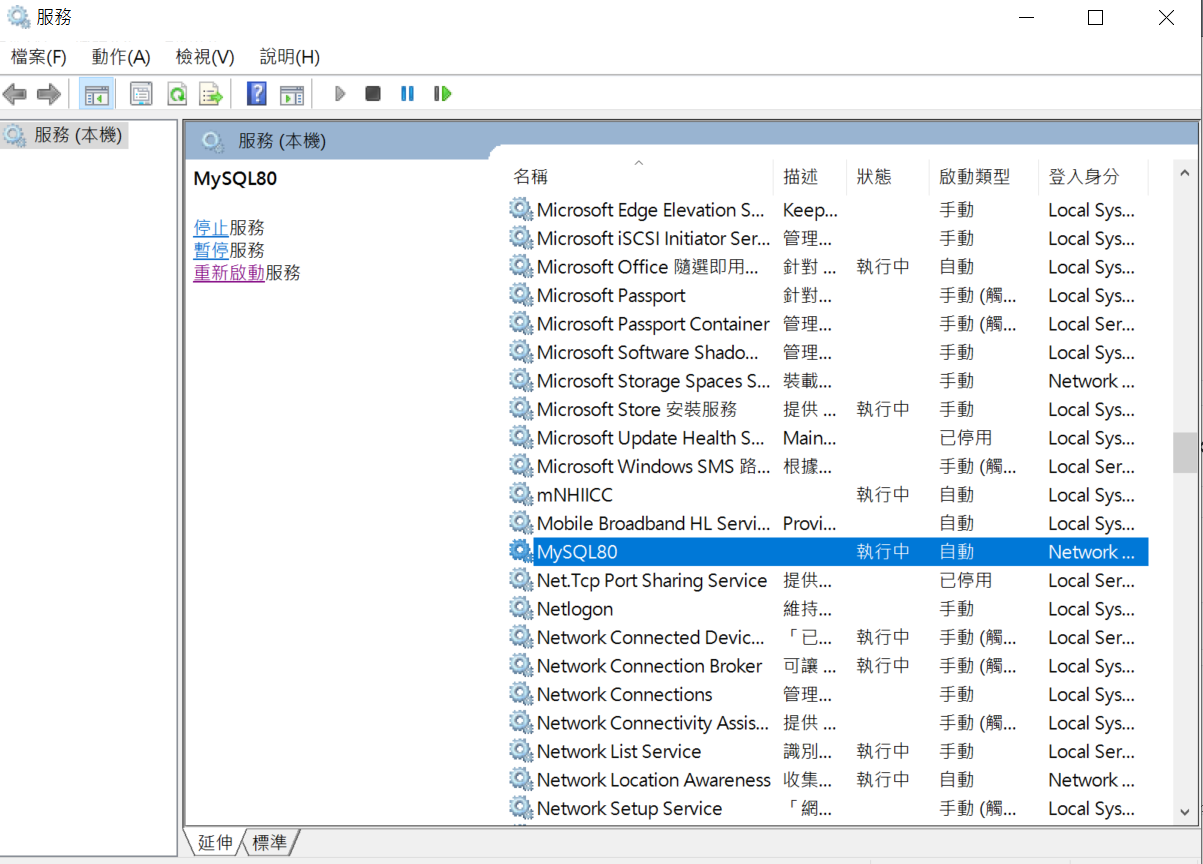 服務
檔案(F) 動作(A) 檢視(V) 說明(H)
服務 (本機)
服務 (本機)
MySQL80
停止服務
暫停服務
重新啟動服務
名稱 描述 狀態 啟動類型 登入身分
Microsoft Edge Elevation S... Keep... 手動 Local Sys...
Microsoft iSCSI Initiator Ser... 管理... 手動 Local Sys...
Microsoft Office 隨選即用... 針對 ... 執行中 自動 Local Sys...
Microsoft Passport 針對... 手動 (觸... Local Sys...
Microsoft Passport Container 管理... 手動 (觸... Local Ser...
Microsoft Software Shado... 管理... 手動 Local Sys...
Microsoft Storage Spaces S... 裝載... 手動 Network ...
Microsoft Store 安裝服務 提供 ... 執行中 手動 Local Sys...
Microsoft Update Health S... Main... 已停用 Local Sys...
Microsoft Windows SMS 路... 根據... 手動 (觸... Local Ser...
mNHIICC 執行中 自動 Local Sys...
Mobile Broadband HL Servi... Provi... 自動 Local Sys...
MySQL80 執行中 自動 Network ...
Net.Tcp Port Sharing Service 提供... 已停用 Local Ser...
Netlogon 維持... 手動 Local Sys...
Network Connected Devic... 「已... 執行中 手動 (觸... Local Ser...
Network Connection Broker 可讓 ... 執行中 手動 (觸... Local Sys...
Network Connections 管理... 手動 Local Sys...
Network Connectivity Assis... 提供 ... 手動 (觸... Local Sys...
Network List Service 識別... 執行中 手動 Local Ser...
Network Location Awareness 收集... 執行中 自動 Network ...
Network Setup Service 「網... 手動 (觸... Local Sys...
延伸 標準